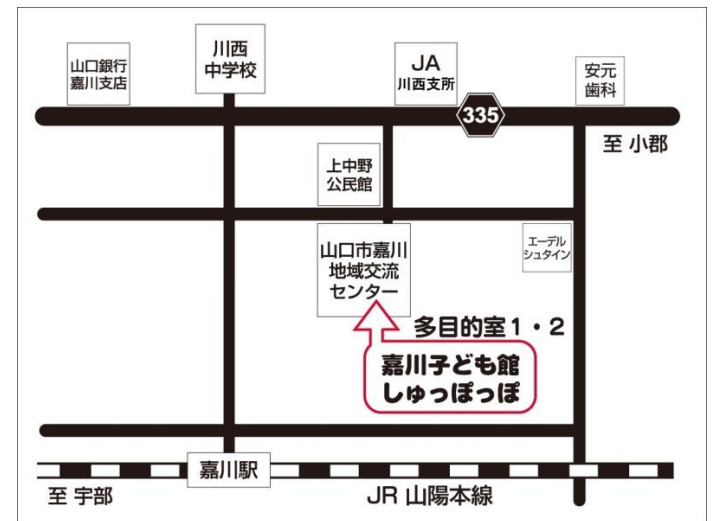 山口銀行
嘉川支店
川西
中学校
JA
川西支所
安元
歯科
335
至 小郡
上中野
公民館
山口市嘉川
地域交流
センター
エーデル
シュタイン
多目的室1・2
嘉川子ども館
しゅっぽっぽ
嘉川駅
至 宇部
JR 山陽本線